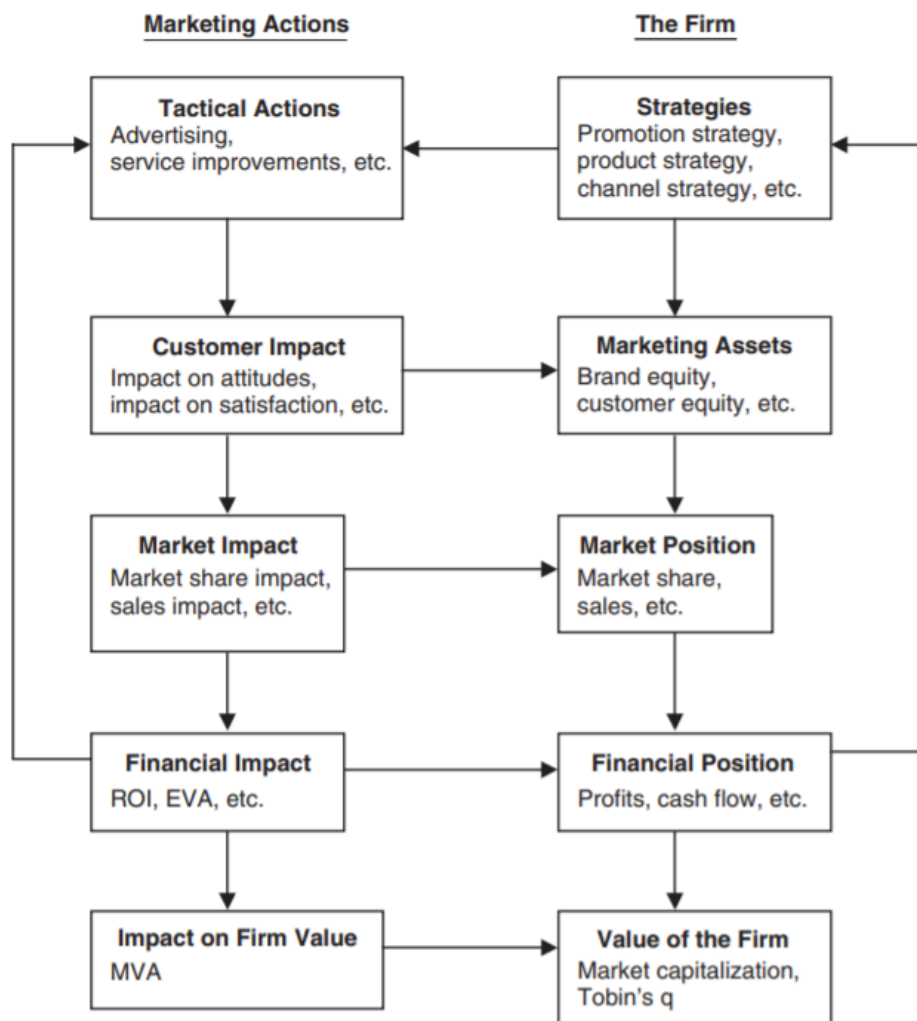 Marketing Actions
The Firm
Tactical Actions
Advertising,
service improvements, etc.
Strategies
Promotion strategy,
product strategy,
channel strategy, etc.
Customer Impact
Impact on attitudes,
impact on satisfaction, etc.
Marketing Assets
Brand equity,
customer equity, etc.
Market Impact
Market share impact,
sales impact, etc.
Market Position
Market share,
sales, etc.
Financial Impact
ROI, EVA, etc.
Financial Position
Profits, cash flow, etc.
Impact on Firm Value
MVA
Value of the Firm
Market capitalization,
Tobin's q